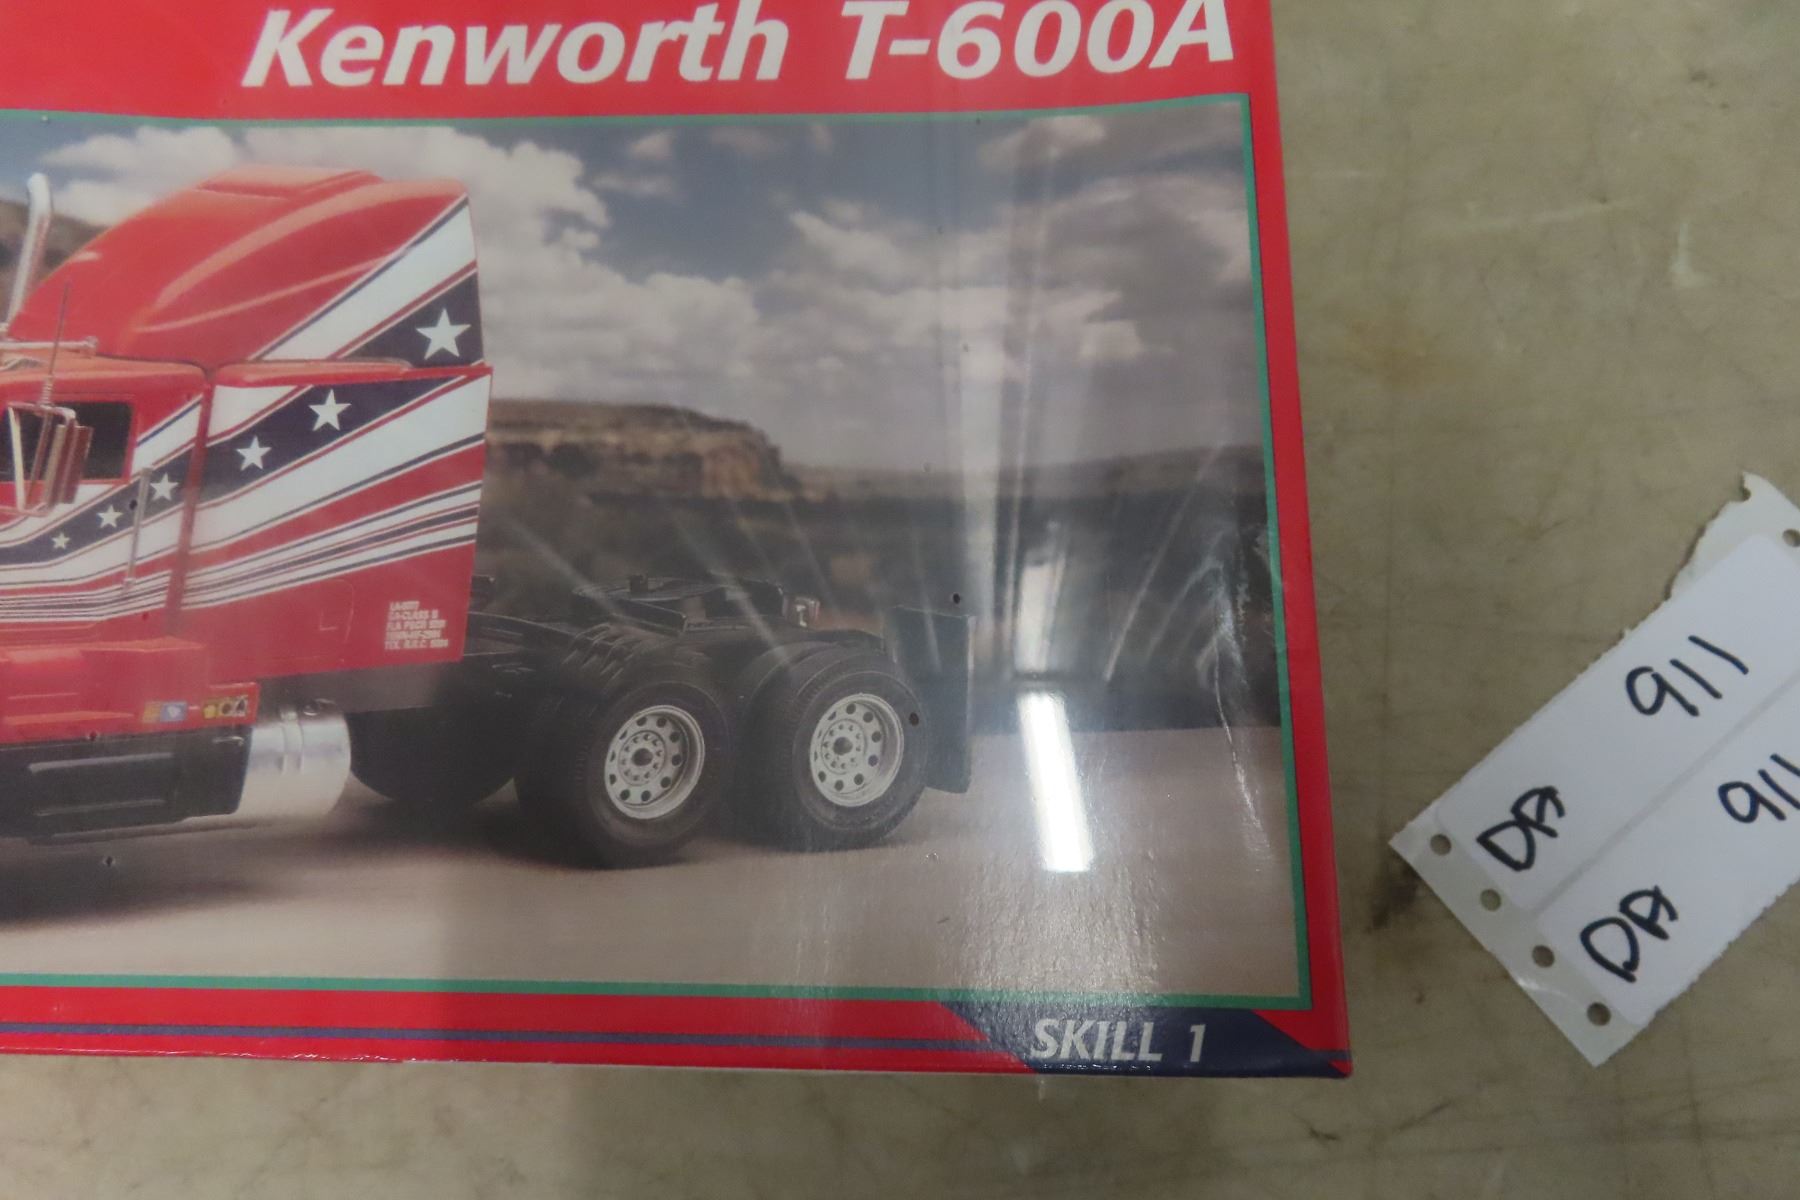 Kenworth T-600A
SKILL 1
DA 911
DA 911